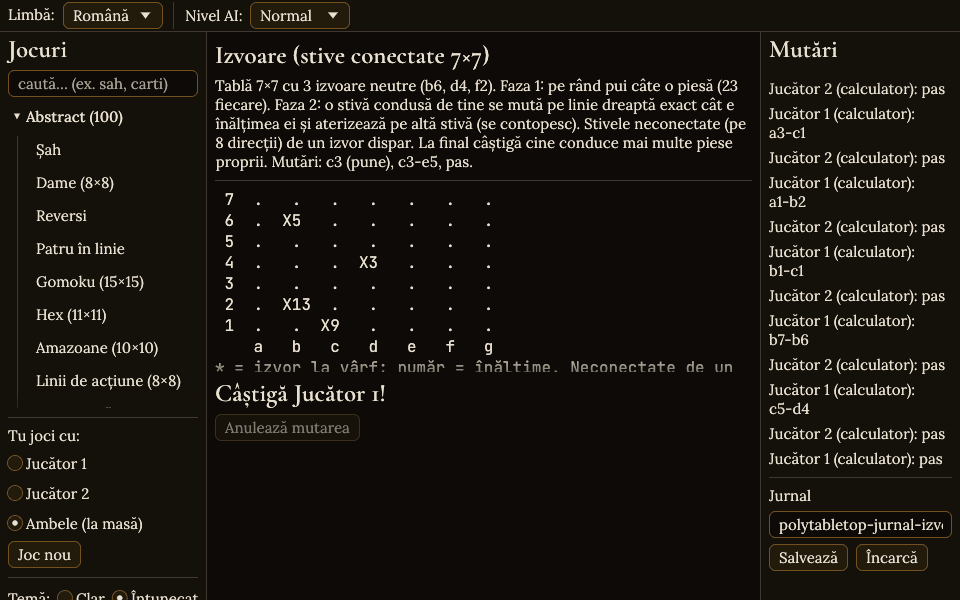 Limbă: Română ▼ Nivel AI: Normal ▼
Jocuri
caută... (ex. sah, carti)
▾ Abstract (100)
Șah
Dame (8×8)
Reversi
Patru în linie
Gomoku (15×15)
Hex (11×11)
Amazoane (10×10)
Linii de acțiune (8×8)
Tu joci cu:
Jucător 1
Jucător 2
Ambele (la masă)
Joc nou
Temă: Clar Întunecat
Izvoare (stive conectate 7×7)
Tablă 7×7 cu 3 izvoare neutre (b6, d4, f2). Faza 1: pe rând pui câte o piesă (23
fiecare). Faza 2: o stivă condusă de tine se mută pe linie dreaptă exact cât e
înălțimea ei și aterizează pe altă stivă (se contopesc). Stivele neconectate (pe
8 direcții) de un izvor dispar. La final câștigă cine conduce mai multe piese
proprii. Mutări: c3 (pune), c3-e5, pas.
7 . . . . . . .
6 . X5 . . . . .
5 . . . . . . .
4 . . . X3 . . .
3 . . . . . . .
2 . X13 . . . . .
1 . . X9 . . . .
a b c d e f g
* = izvor la vârf; număr = înălțime. Neconectate de un
Câștigă Jucător 1!
Anulează mutarea
Mutări
Jucător 2 (calculator): pas
Jucător 1 (calculator):
a3-c1
Jucător 2 (calculator): pas
Jucător 1 (calculator):
a1-b2
Jucător 2 (calculator): pas
Jucător 1 (calculator):
b1-c1
Jucător 2 (calculator): pas
Jucător 1 (calculator):
b7-b6
Jucător 2 (calculator): pas
Jucător 1 (calculator):
c5-d4
Jucător 2 (calculator): pas
Jucător 1 (calculator): pas
Jurnal
polytabletop-jurnal-izv
Salvează Încarcă